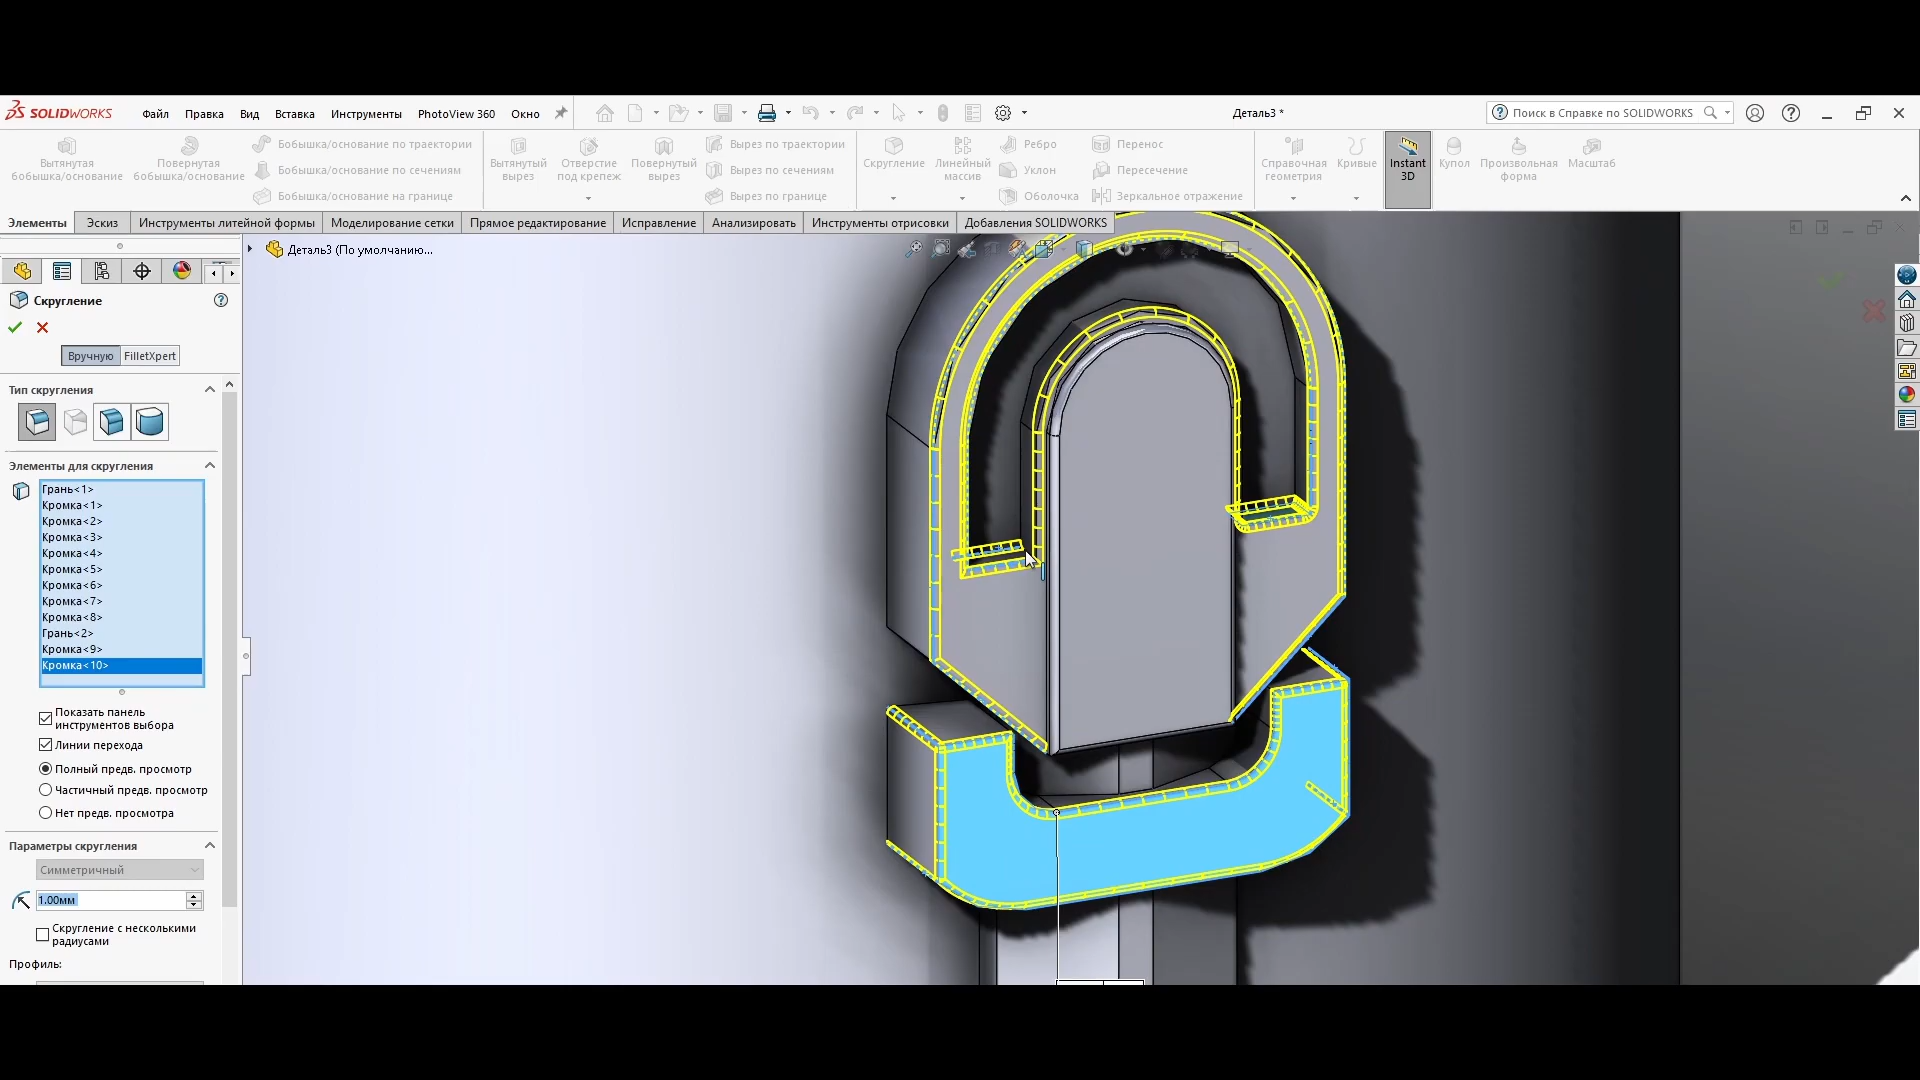 SOLIDWORKS Файл Правка Вид Вставка Инструменты PhotoView 360 Окно Деталь3 * Поиск в Справке по SOLIDWORKS
Вытянутая
бобышка/основание
Повернутая
бобышка/основание
Бобышка/основание по траектории
Бобышка/основание по сечениям
Бобышка/основание на границе
Вытянутый
вырез
Отверстие
под крепеж
Повернутый
вырез
Вырез по траектории
Вырез по сечениям
Вырез по границе
Скругление
Линейный
массив
Ребро
Уклон
Оболочка
Перенос
Пересечение
Зеркальное отражение
Справочная
геометрия
Кривые
Instant
3D
Купол
Произвольная
форма
Масштаб
Элементы Эскиз Инструменты литейной формы Моделирование сетки Прямое редактирование Исправление Анализировать Инструменты отрисовки Добавления SOLIDWORKS
Деталь3 (По умолчанию...
Скругление
Вручную FilletXpert
Тип скругления
Элементы для скругления
Грань<1>
Кромка<1>
Кромка<2>
Кромка<3>
Кромка<4>
Кромка<5>
Кромка<6>
Кромка<7>
Кромка<8>
Грань<2>
Кромка<9>
Кромка<10>
Показать панель
инструментов выбора
Линии перехода
Полный предв. просмотр
Частичный предв. просмотр
Нет предв. просмотра
Параметры скругления
Симметричный
1.00мм
Скругление с несколькими
радиусами
Профиль: